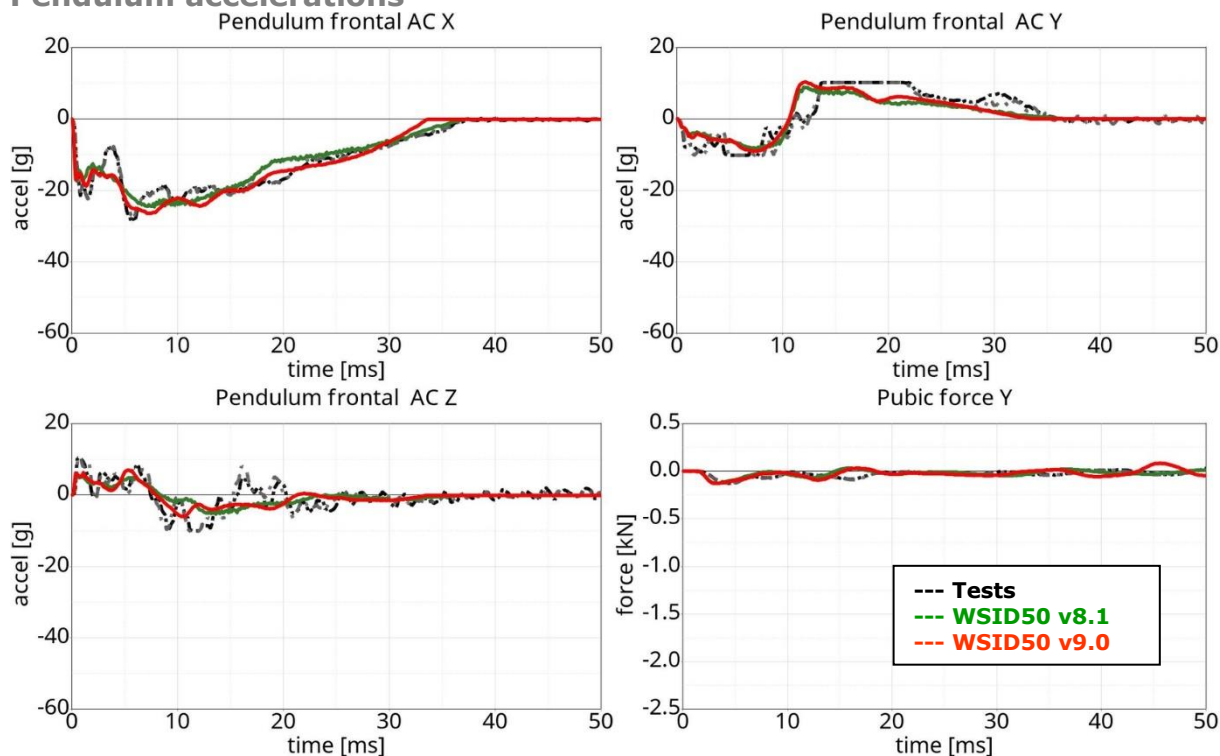 Pendulum accelerations
Pendulum frontal AC X
20
0
-20
-40
-60
accel [g]
0 10 20 30 40 50
time [ms]
Pendulum frontal AC Y
20
0
-20
-40
-60
accel [g]
0 10 20 30 40 50
time [ms]
Pendulum frontal AC Z
20
0
-20
-40
-60
accel [g]
0 10 20 30 40 50
time [ms]
Pubic force Y
0.5
0.0
-0.5
-1.0
-1.5
-2.0
-2.5
force [kN]
0 10 20 30 40 50
time [ms]
--- Tests
--- WSID50 v8.1
--- WSID50 v9.0